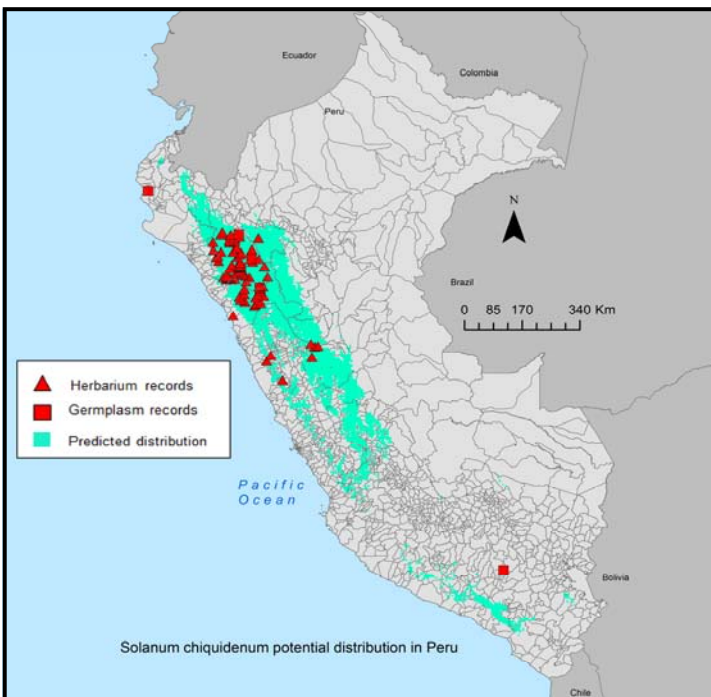 Ecuador
Colombia
Peru
N
Brazil
0 85 170 340 Km
Herbarium records
Germplasm records
Predicted distribution
Pacific
Ocean
Bolivia
Solanum chiquidenum potential distribution in Peru
Chile